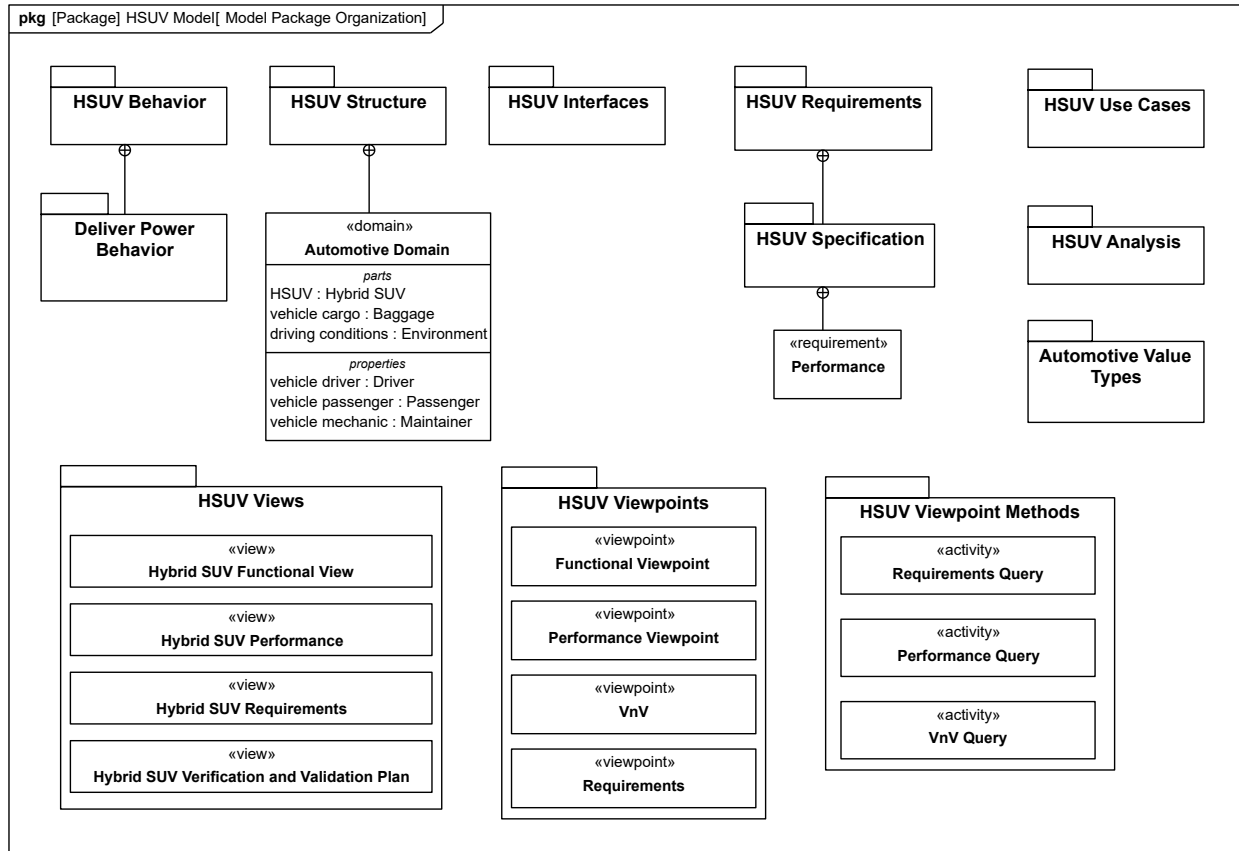 pkg [Package] HSUV Model[ Model Package Organization]
HSUV Behavior
HSUV Structure
HSUV Interfaces
HSUV Requirements
HSUV Use Cases
Deliver Power
Behavior
«domain»
Automotive Domain
parts
HSUV : Hybrid SUV
vehicle cargo : Baggage
driving conditions : Environment
properties
vehicle driver : Driver
vehicle passenger : Passenger
vehicle mechanic : Maintainer
HSUV Specification
«requirement»
Performance
HSUV Analysis
Automotive Value
Types
HSUV Views
«view»
Hybrid SUV Functional View
«view»
Hybrid SUV Performance
«view»
Hybrid SUV Requirements
«view»
Hybrid SUV Verification and Validation Plan
HSUV Viewpoints
«viewpoint»
Functional Viewpoint
«viewpoint»
Performance Viewpoint
«viewpoint»
VnV
«viewpoint»
Requirements
HSUV Viewpoint Methods
«activity»
Requirements Query
«activity»
Performance Query
«activity»
VnV Query